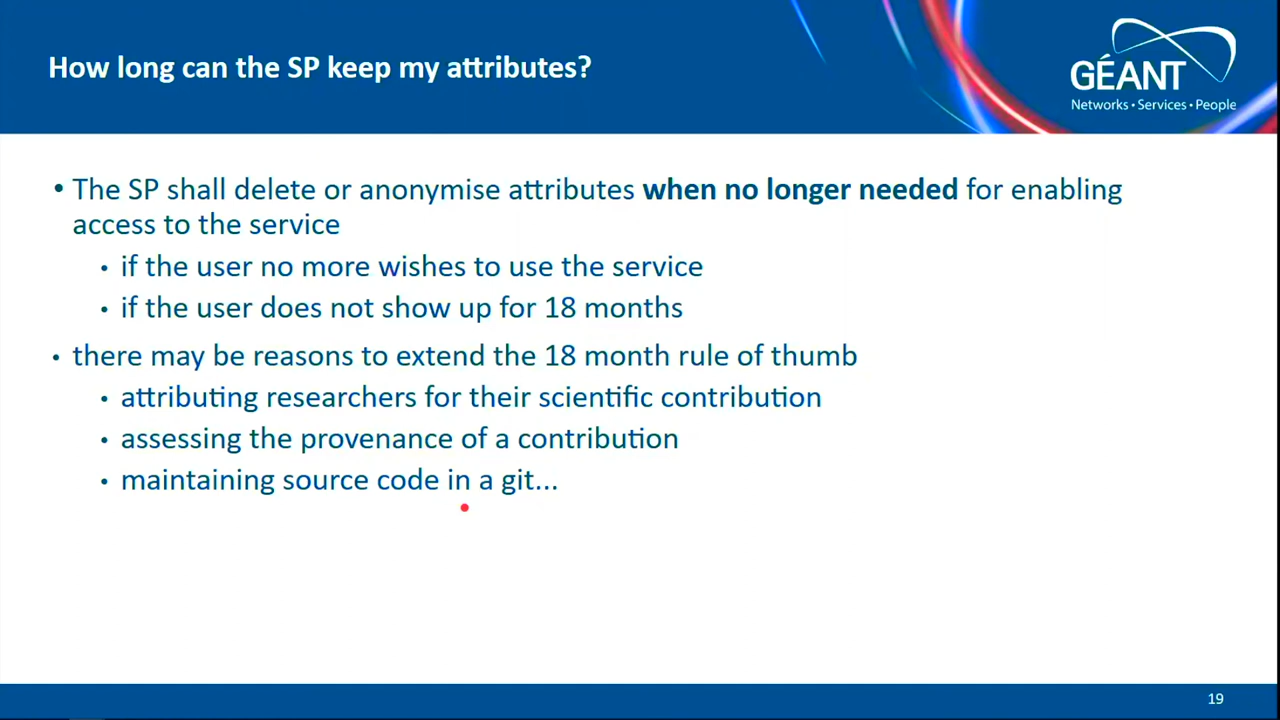 How long can the SP keep my attributes?
GÉANT
Networks • Services • People
• The SP shall delete or anonymise attributes when no longer needed for enabling
access to the service
• if the user no more wishes to use the service
• if the user does not show up for 18 months
• there may be reasons to extend the 18 month rule of thumb
• attributing researchers for their scientific contribution
• assessing the provenance of a contribution
• maintaining source code in a git...
19